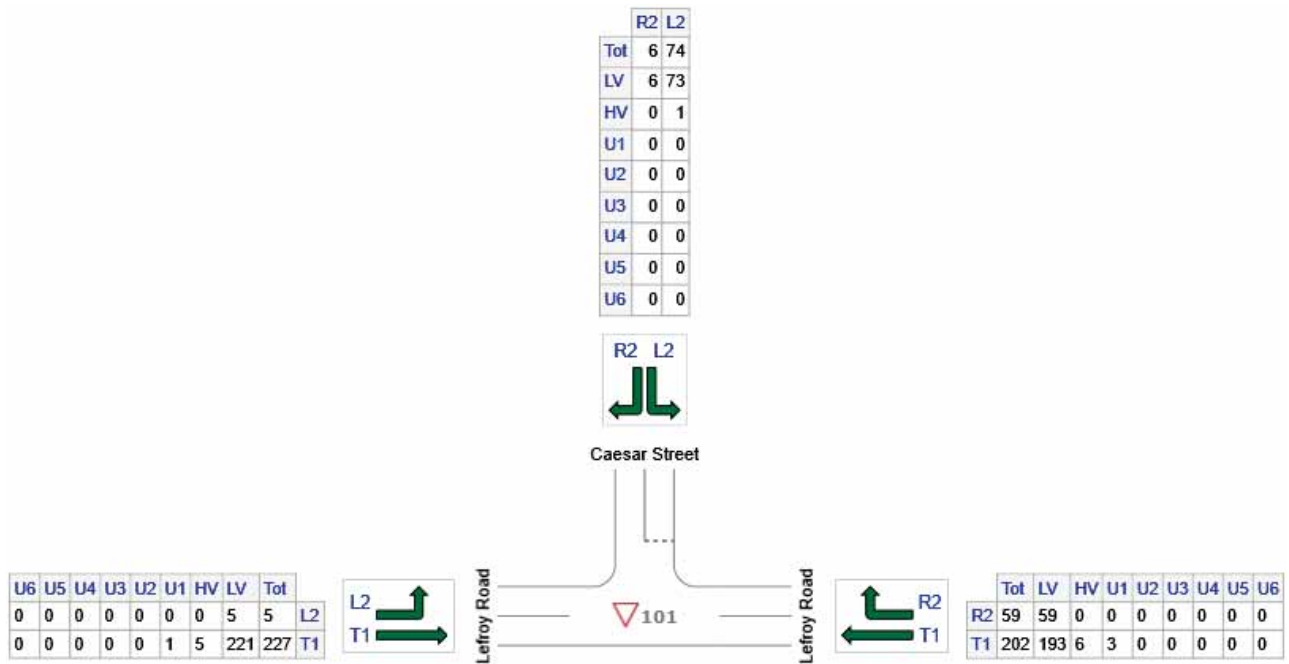 R2 L2
Tot 6 74
LV 6 73
HV 0 1
U1 0 0
U2 0 0
U3 0 0
U4 0 0
U5 0 0
U6 0 0
R2 L2
Caesar Street
U6 U5 U4 U3 U2 U1 HV LV Tot
0 0 0 0 0 0 0 5 5 L2
0 0 0 0 0 1 5 221 227 T1
L2
T1
Lefroy Road
101
Lefroy Road
R2
T1
Tot LV HV U1 U2 U3 U4 U5 U6
R2 59 59 0 0 0 0 0 0 0
T1 202 193 6 3 0 0 0 0 0